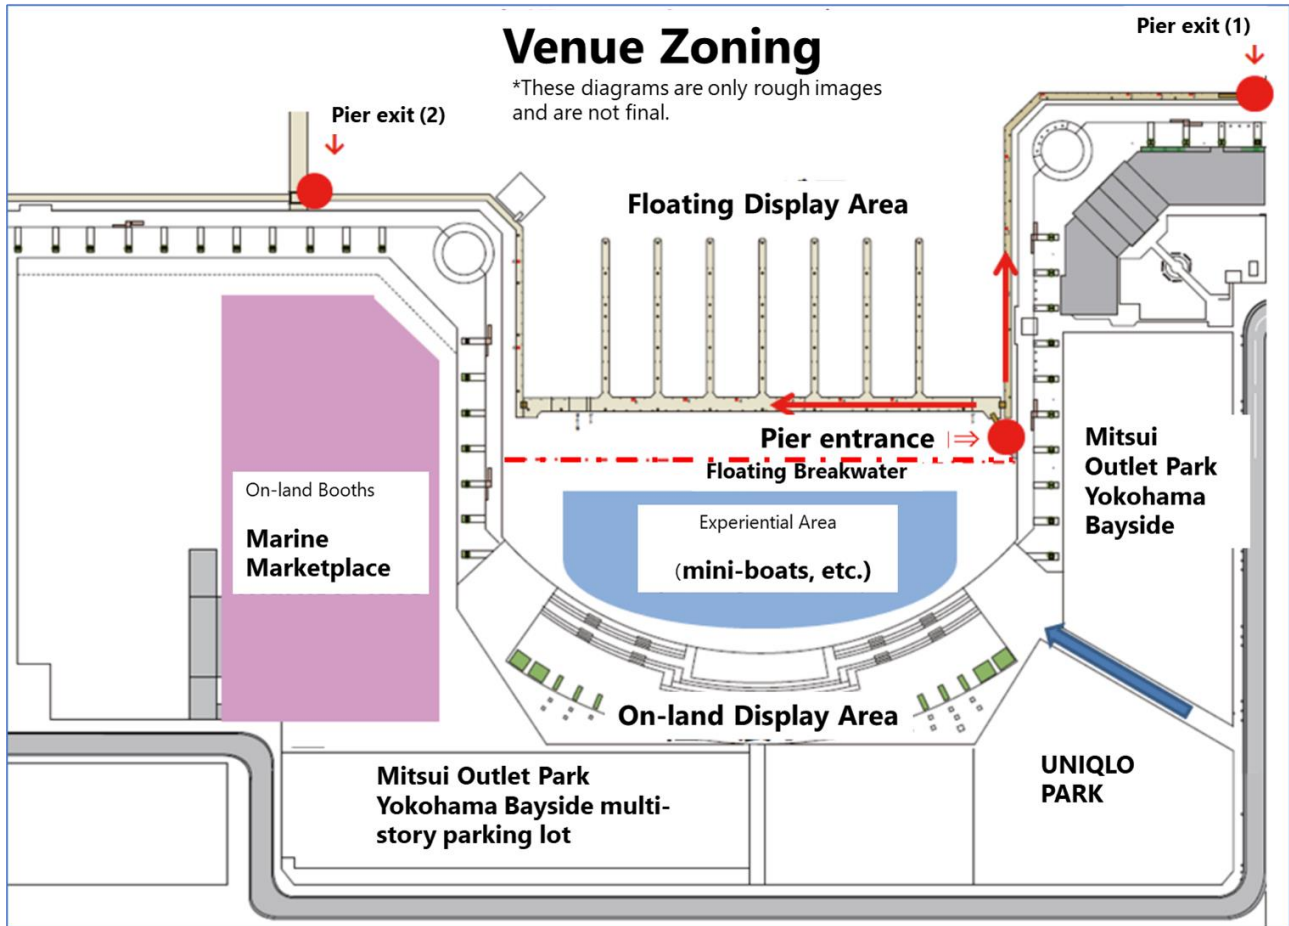 Venue Zoning
*These diagrams are only rough images
and are not final.
Pier exit (1)
Pier exit (2)
Floating Display Area
Pier entrance
Floating Breakwater
Mitsui
Outlet Park
Yokohama
Bayside
On-land Booths
Marine
Marketplace
Experiential Area
(mini-boats, etc.)
On-land Display Area
Mitsui Outlet Park
Yokohama Bayside multi-
story parking lot
UNIQLO
PARK